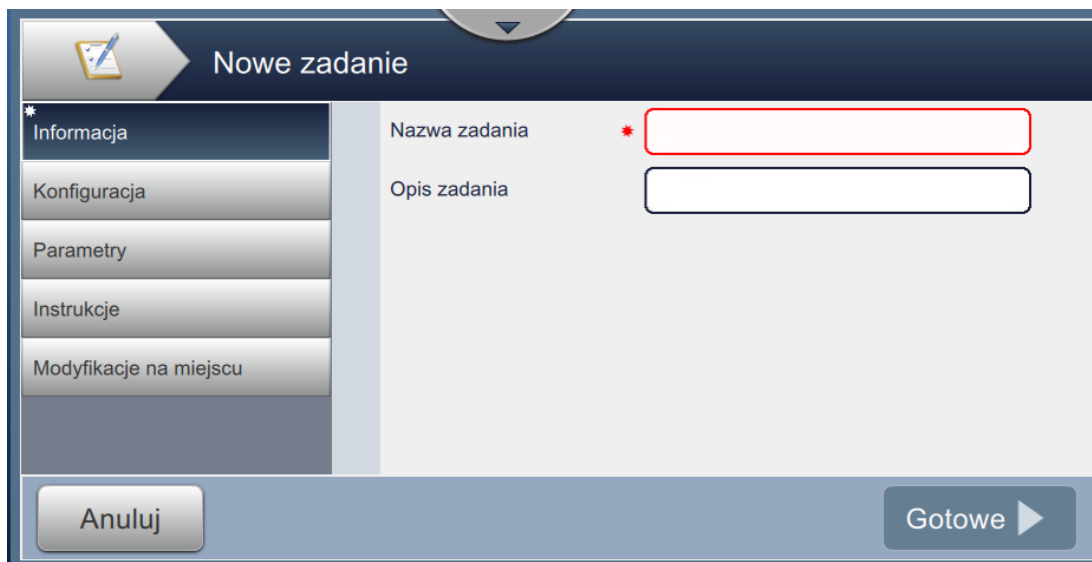 Nowe zadanie
Informacja
Nazwa zadania
Konfiguracja
Opis zadania
Parametry
Instrukcje
Modyfikacje na miejscu
Anuluj
Gotowe